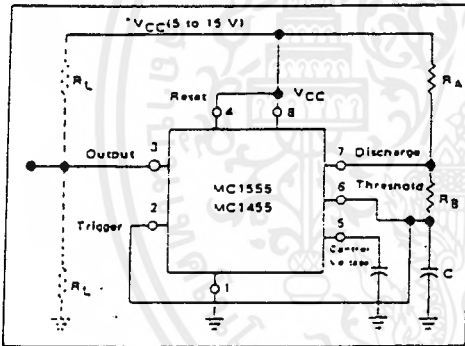 VCC(5 to 15 V)
RL
RA
Reset
VCC
4
8
Output
3
7
Discharge
MC1555
MC1455
6
Threshold
RB
Trigger
2
5
Control
Voltage
C
RL
1